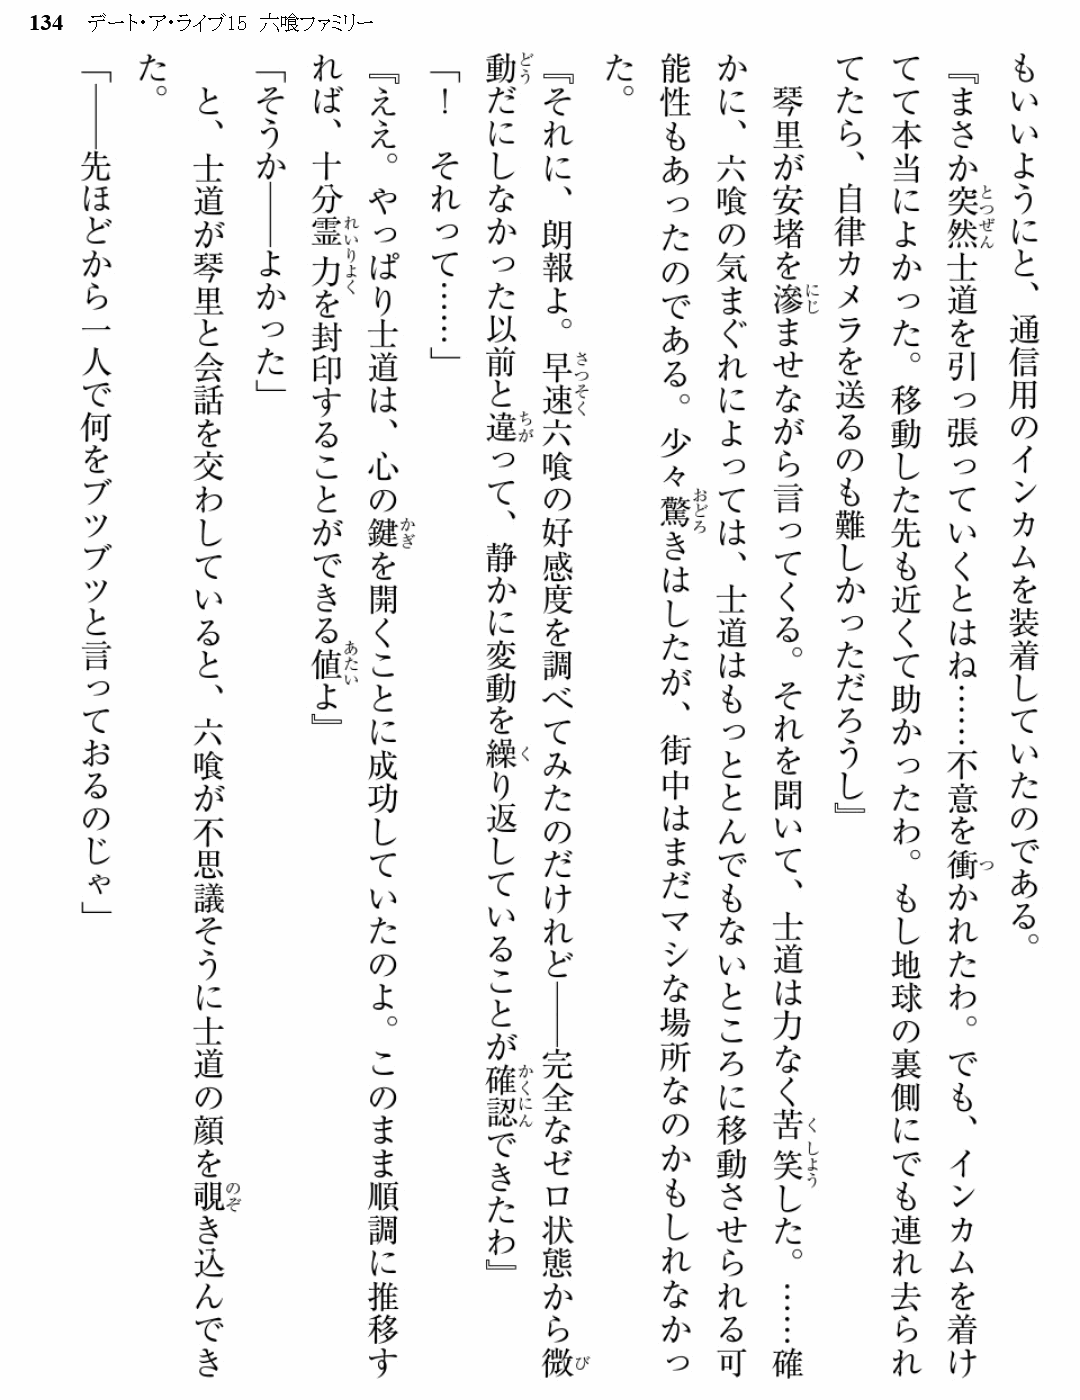 134 デート・ア・ライブ15 六喰ファミリー
もいいようにと、通信用のインカムを装着していたのである。
『まさか突然士道を引っ張っていくとはね……不意を衝かれたわ。でも、インカムを着け
てて本当によかった。移動した先も近くて助かったわ。もし地球の裏側にでも連れ去られ
てたら、自律カメラを送るのも難しかっただろうし』
琴里が安堵を滲ませながら言ってくる。それを聞いて、士道は力なく苦笑した。……確
かに、六喰の気まぐれによっては、士道はもっととんでもないところに移動させられる可
能性もあったのである。少々驚きはしたが、街中はまだマシな場所なのかもしれなかっ
た。
『それに、朗報よ。早速六喰の好感度を調べてみたのだけれど――完全なゼロ状態から微
動だにしなかった以前と違って、静かに変動を繰り返していることが確認できたわ』
「！　それって……」
『ええ。やっぱり士道は、心の鍵を開くことに成功していたのよ。このまま順調に推移す
れば、十分霊力を封印することができる値よ』
「そうか――よかった」
と、士道が琴里と会話を交わしていると、六喰が不思議そうに士道の顔を覗き込んでき
た。
「――先ほどから一人で何をブツブツと言っておるのじゃ」